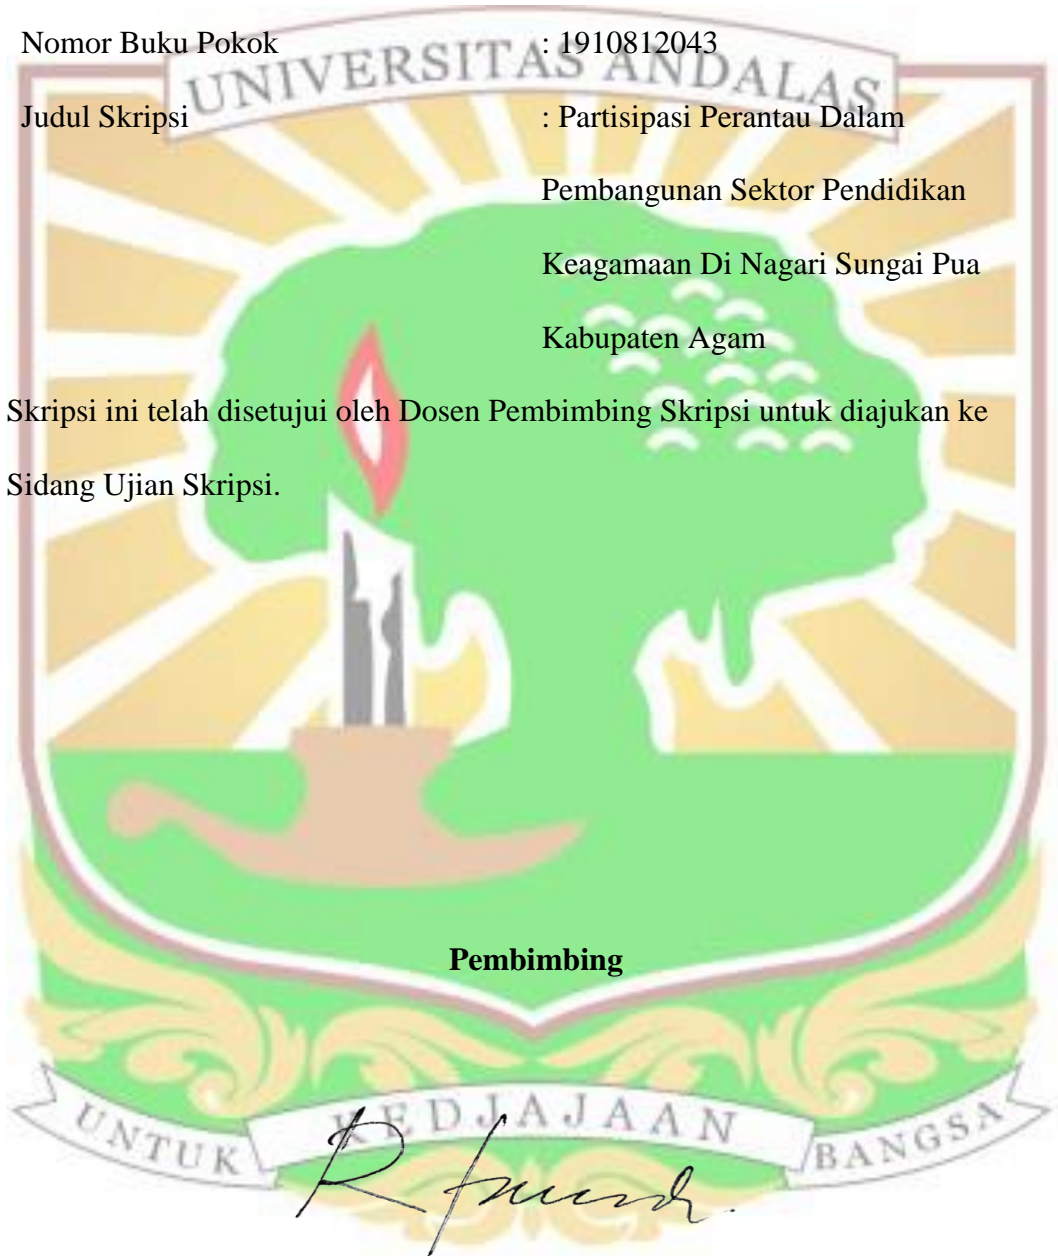 Nomor Buku Pokok : 1910812043
UNIVERSITAS ANDALAS
Judul Skripsi : Partisipasi Perantau Dalam
Pembangunan Sektor Pendidikan
Keagamaan Di Nagari Sungai Pua
Kabupaten Agam
Skripsi ini telah disetujui oleh Dosen Pembimbing Skripsi untuk diajukan ke
Sidang Ujian Skripsi.
Pembimbing
UNTUK KEDJAJAAN BANGSA